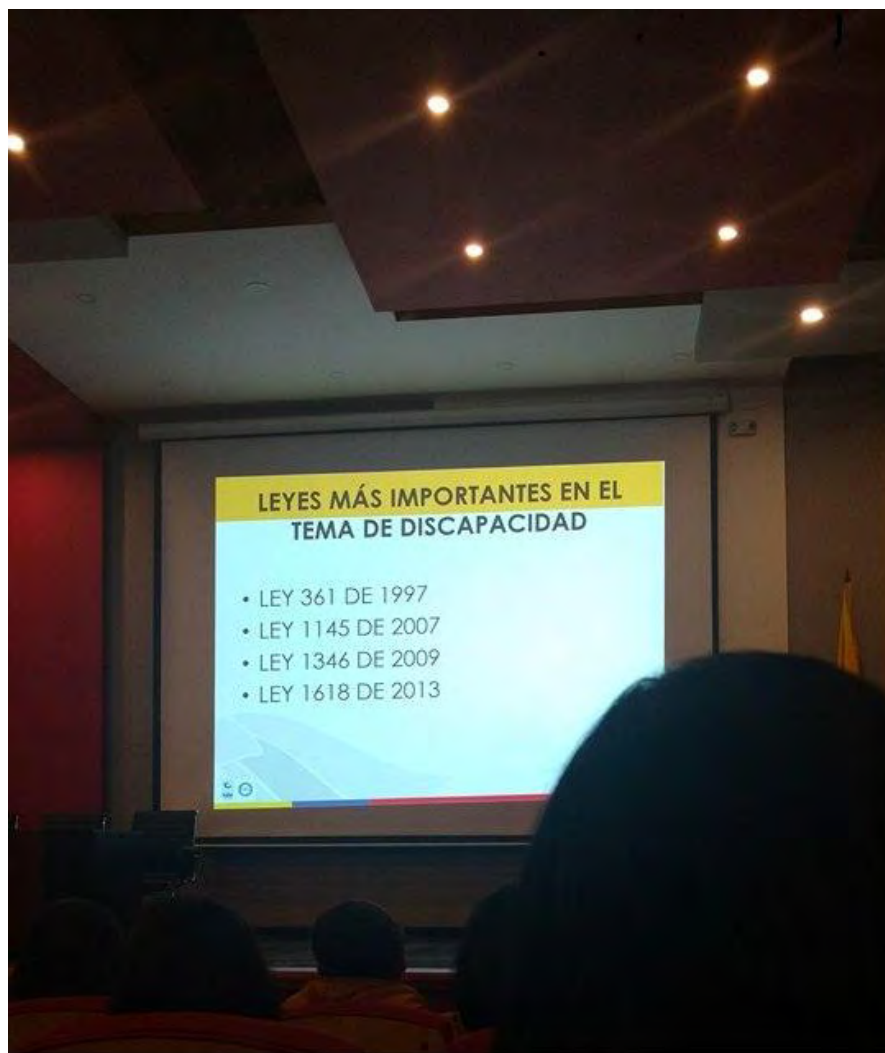 LEYES MÁS IMPORTANTES EN EL
TEMA DE DISCAPACIDAD
• LEY 361 DE 1997
• LEY 1145 DE 2007
• LEY 1346 DE 2009
• LEY 1618 DE 2013